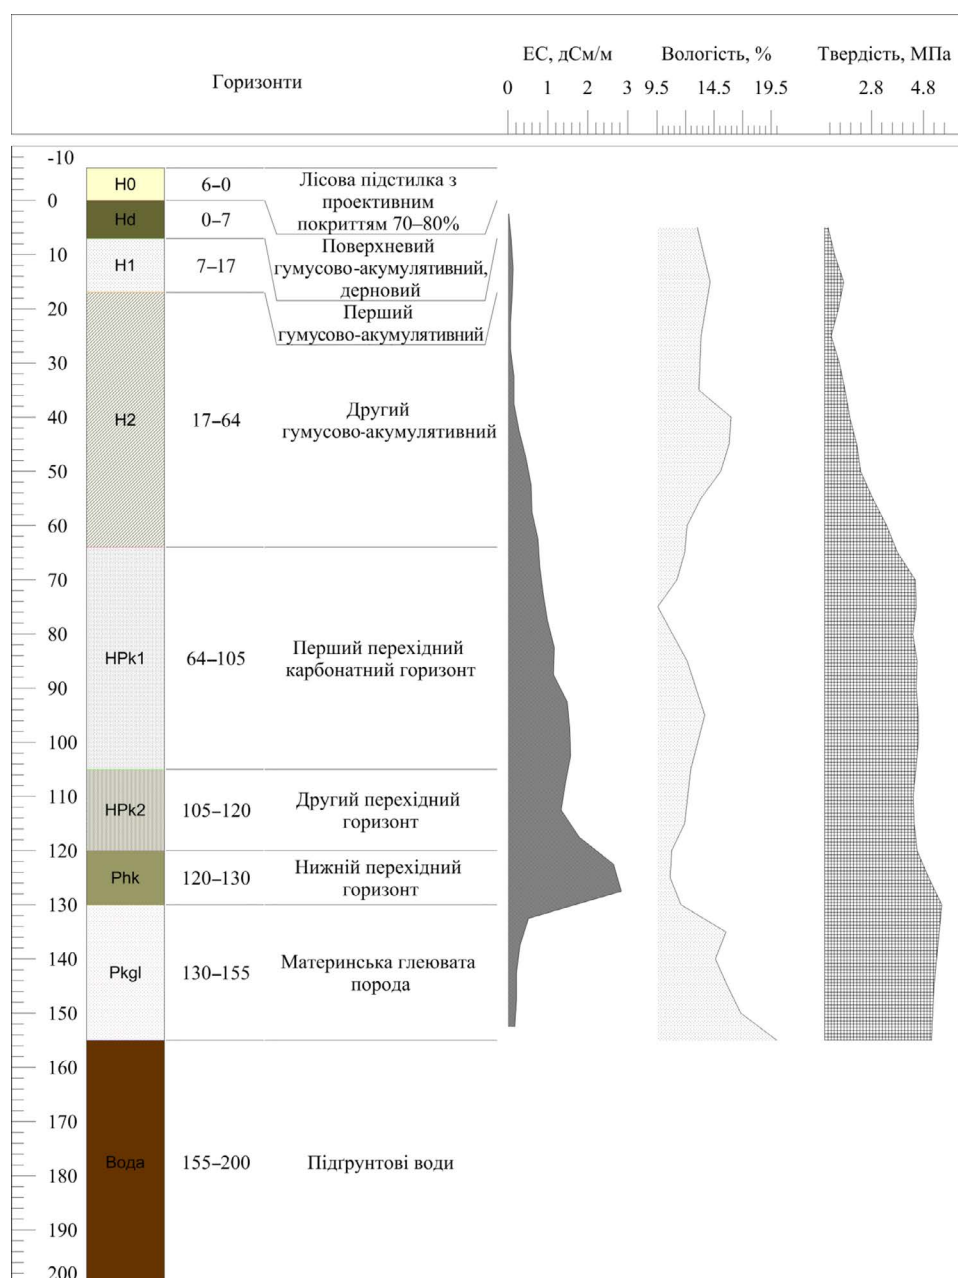 Горизонти
EC, дСм/м
Вологість, %
Твердість, МПа
0 1 2 3
9.5 14.5 19.5
2.8 4.8
-10
H0
6–0
Лісова підстилка з
проективним
покриттям 70–80%
0
Hd
0–7
Поверхневий
гумусово-акумулятивний,
дерновий
10
H1
7–17
Перший
гумусово-акумулятивний
20
30
40
H2
17–64
Другий
гумусово-акумулятивний
50
60
70
80
HPk1
64–105
Перший перехідний
карбонатний горизонт
90
100
110
HPk2
105–120
Другий перехідний
горизонт
120
Phk
120–130
Нижній перехідний
горизонт
130
140
Pkgl
130–155
Материнська глеювата
порода
150
160
170
Вода
155–200
Підґрунтові води
180
190
200